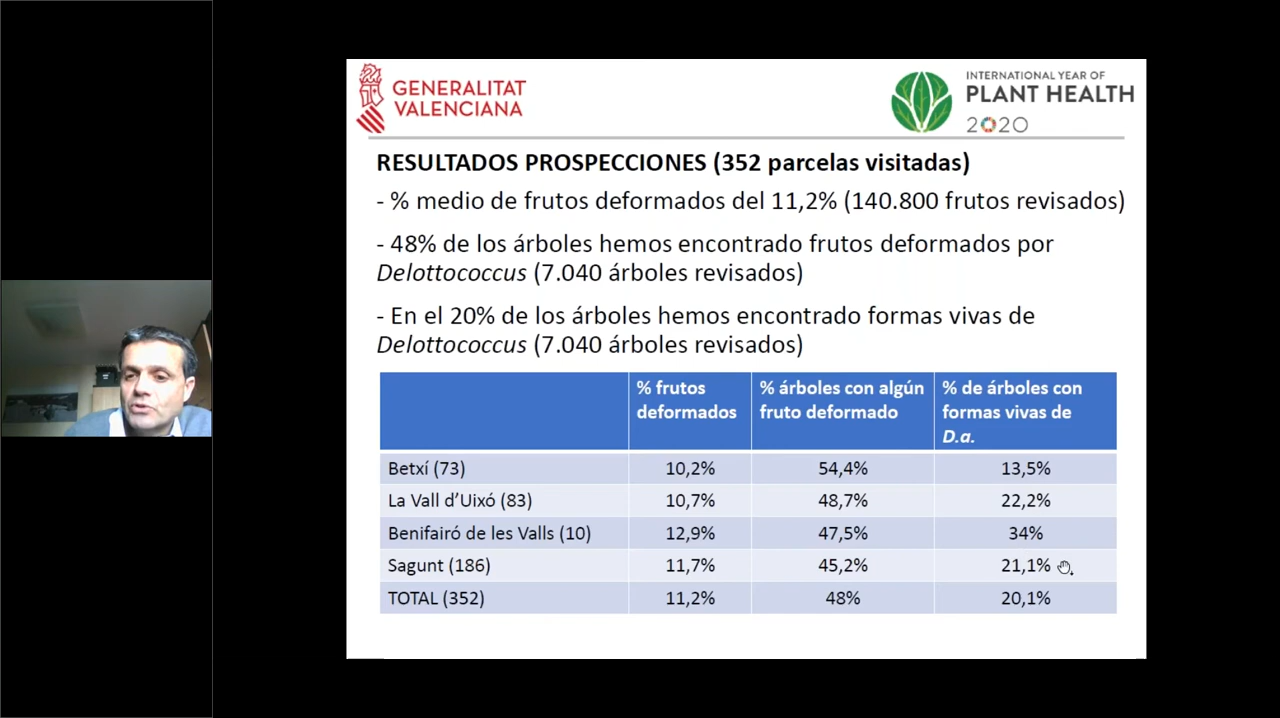 GENERALITAT
VALENCIANA
INTERNATIONAL YEAR OF
PLANT HEALTH
2020
RESULTADOS PROSPECCIONES (352 parcelas visitadas)
- % medio de frutos deformados del 11,2% (140.800 frutos revisados)
- 48% de los árboles hemos encontrado frutos deformados por
Delottococcus (7.040 árboles revisados)
- En el 20% de los árboles hemos encontrado formas vivas de
Delottococcus (7.040 árboles revisados)
% frutos deformados % árboles con algún fruto deformado % de árboles con formas vivas de D.a.
Betxí (73) 10,2% 54,4% 13,5%
La Vall d’Uixó (83) 10,7% 48,7% 22,2%
Benifairó de les Valls (10) 12,9% 47,5% 34%
Sagunt (186) 11,7% 45,2% 21,1%
TOTAL (352) 11,2% 48% 20,1%